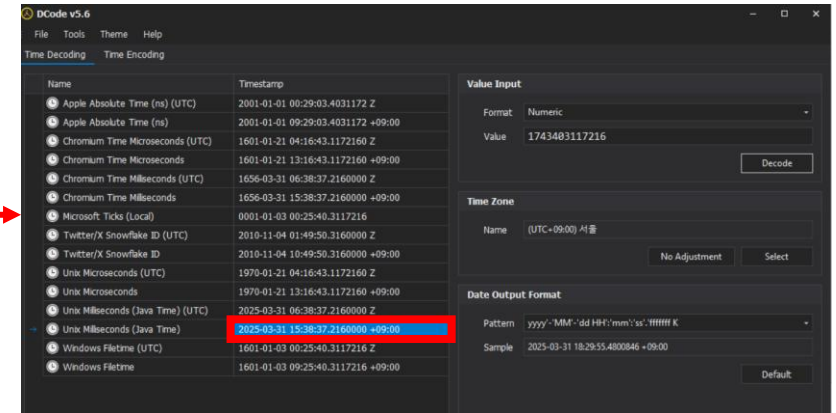 DCode v5.6
File Tools Theme Help
Time Decoding Time Encoding
Name Timestamp
Apple Absolute Time (ns) (UTC) 2001-01-01 00:29:03.4031172 Z
Apple Absolute Time (ns) 2001-01-01 09:29:03.4031172 +09:00
Chromium Time Microseconds (UTC) 1601-01-21 04:16:43.1172160 Z
Chromium Time Microseconds 1601-01-21 13:16:43.1172160 +09:00
Chromium Time Milliseconds (UTC) 1656-03-31 06:38:37.2160000 Z
Chromium Time Milliseconds 1656-03-31 15:38:37.2160000 +09:00
Microsoft Ticks (Local) 0001-01-03 00:25:40.3117216
Twitter/X Snowflake ID (UTC) 2010-11-04 01:49:50.3160000 Z
Twitter/X Snowflake ID 2010-11-04 10:49:50.3160000 +09:00
Unix Microseconds (UTC) 1970-01-21 04:16:43.1172160 Z
Unix Microseconds 1970-01-21 13:16:43.1172160 +09:00
Unix Milliseconds (Java Time) (UTC) 2025-03-31 06:38:37.2160000 Z
Unix Milliseconds (Java Time) 2025-03-31 15:38:37.2160000 +09:00
Windows Filetime (UTC) 1601-01-03 00:25:40.3117216 Z
Windows Filetime 1601-01-03 09:25:40.3117216 +09:00
Value Input
Format Numeric
Value 1743403117216
Decode
Time Zone
Name (UTC+09:00) 서울
No Adjustment Select
Date Output Format
Pattern yyyy'-'MM'-'dd HH':'mm':'ss'.'fffffff K
Sample 2025-03-31 18:29:55.4800846 +09:00
Default